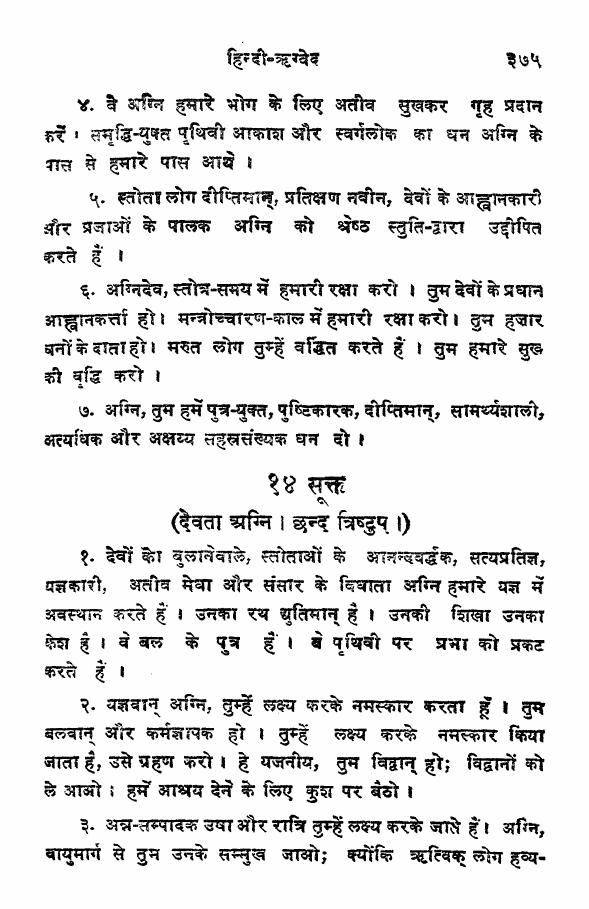 हिन्दी-ऋग्वेद ३७५
४. वे अग्नि हमारे भोग के लिए अतीव सुखकर गृह प्रदान
करें । समृद्धि-युक्त पृथिवी आकाश और स्वर्गलोक का धन अग्नि के
पास से हमारे पास आये ।
५. स्तोता लोग दीप्तिमान्, प्रतिक्षण नवीन, देवों के आह्वानकारी
और प्रजाओं के पालक अग्नि को श्रेष्ठ स्तुति-द्वारा उद्दीपित
करते हैं ।
६. अग्निदेव, स्तोत्र-समय में हमारी रक्षा करो । तुम देवों के प्रधान
आह्वानकर्त्ता हो। मन्त्रोच्चारण-काल में हमारी रक्षा करो। तुम हजार
धनों के दाता हो। मरुत लोग तुम्हें वर्द्धित करते हैं । तुम हमारे सुख
की वृद्धि करो ।
७. अग्नि, तुम हमें पुत्र-युक्त, पुष्टिकारक, दीप्तिमान्, सामर्थ्यशाली,
अत्यधिक और अक्षय्य सहस्रसंख्यक धन दो ।
१४ सूक्त
(देवता अग्नि । छन्द त्रिष्टुप् ।)
१. देवों को बुलानेवाले, स्तोताओं के आनन्दवर्द्धक, सत्यप्रतिज्ञ,
यज्ञकारी, अतीव मेधा और संसार के विधाता अग्नि हमारे यज्ञ में
अवस्थान करते हैं । उनका रथ द्युतिमान् है । उनकी शिखा उनका
केश है । वे बल के पुत्र हैं । वे पृथिवी पर प्रभा को प्रकट
करते हैं ।
२. यज्ञवान् अग्नि, तुम्हें लक्ष्य करके नमस्कार करता हूँ । तुम
बलवान् और कर्मज्ञापक हो । तुम्हें लक्ष्य करके नमस्कार किया
जाता है, उसे ग्रहण करो । हे यजनीय, तुम विद्वान् हो; विद्वानों को
ले आओ ; हमें आश्रय देने के लिए कुश पर बैठो ।
३. अन्न-सम्पादक उषा और रात्रि तुम्हें लक्ष्य करके जाते हैं। अग्नि,
वायुमार्ग से तुम उनके सम्मुख जाओ; क्योंकि ऋत्विक् लोग हव्य-